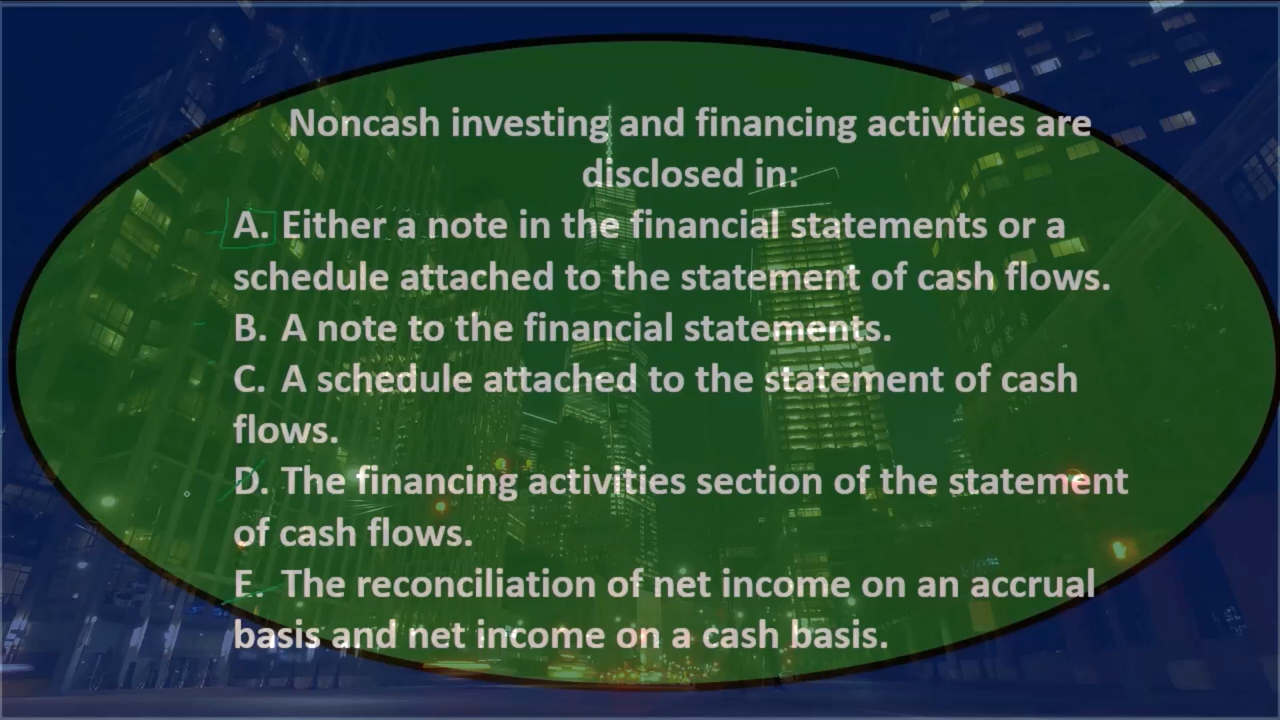 Noncash investing and financing activities are
disclosed in:
A. Either a note in the financial statements or a
schedule attached to the statement of cash flows.
B. A note to the financial statements.
C. A schedule attached to the statement of cash
flows.
D. The financing activities section of the statement
of cash flows.
E. The reconciliation of net income on an accrual
basis and net income on a cash basis.